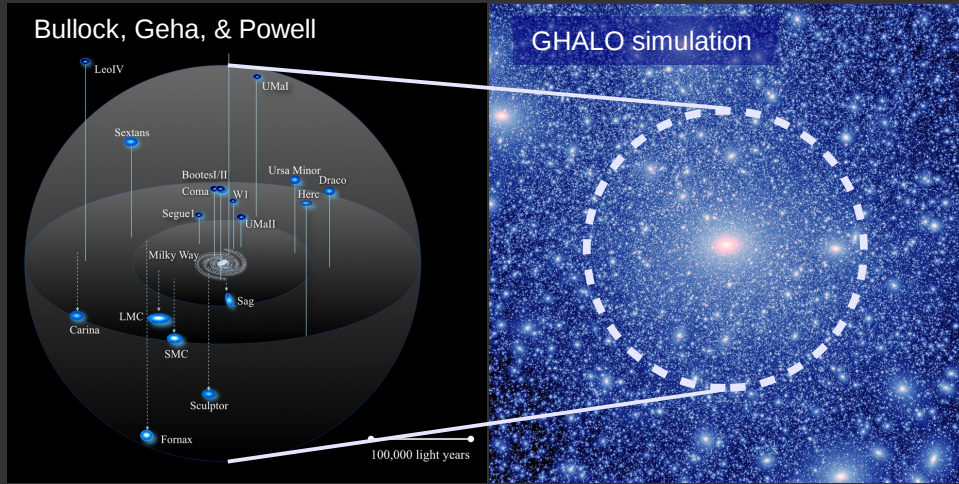 Bullock, Geha, & Powell
GHALO simulation
LeoIV
UMaI
Sextans
BootesI/II
Ursa Minor
Draco
Coma
W1
Herc
Segue1
UMaII
Milky Way
Sag
LMC
Carina
SMC
Sculptor
Fornax
100,000 light years